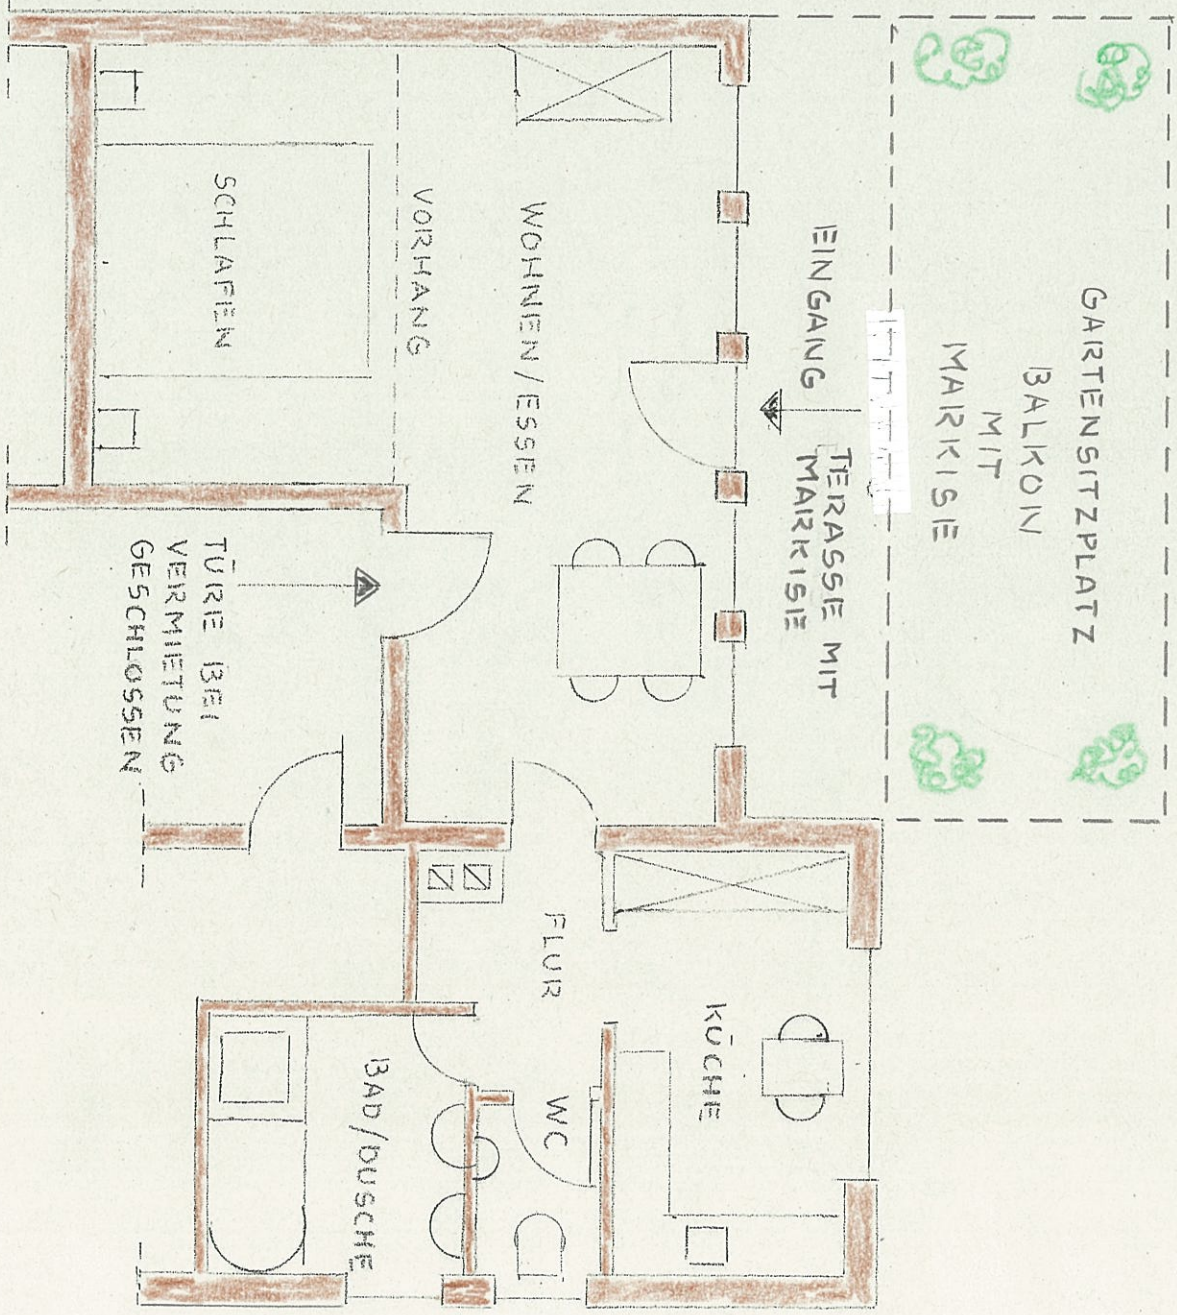 GARTENSITZPLATZ
BALKON
MIT
MARKISE
EINGANG
TERASSE MIT
MARKISE
KÜCHE
WOHNEN/ESSEN
FLUR
WC
VORHANG
BAD/DUSCHE
SCHLAFEN
TÜRE BEI
VERMIETUNG
GESCHLOSSEN